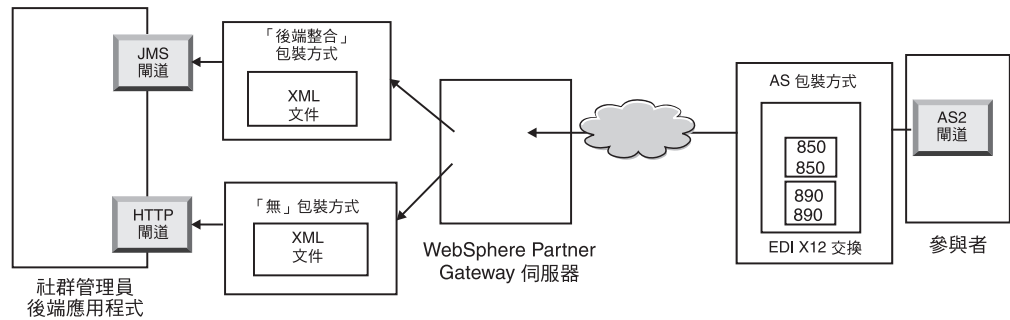 JMS
閘道
「後端整合」
包裝方式
XML
文件
HTTP
閘道
「無」包裝方式
XML
文件
社群管理員
後端應用程式
WebSphere Partner
Gateway 伺服器
AS 包裝方式
850
850
890
890
EDI X12 交換
AS2
閘道
參與者